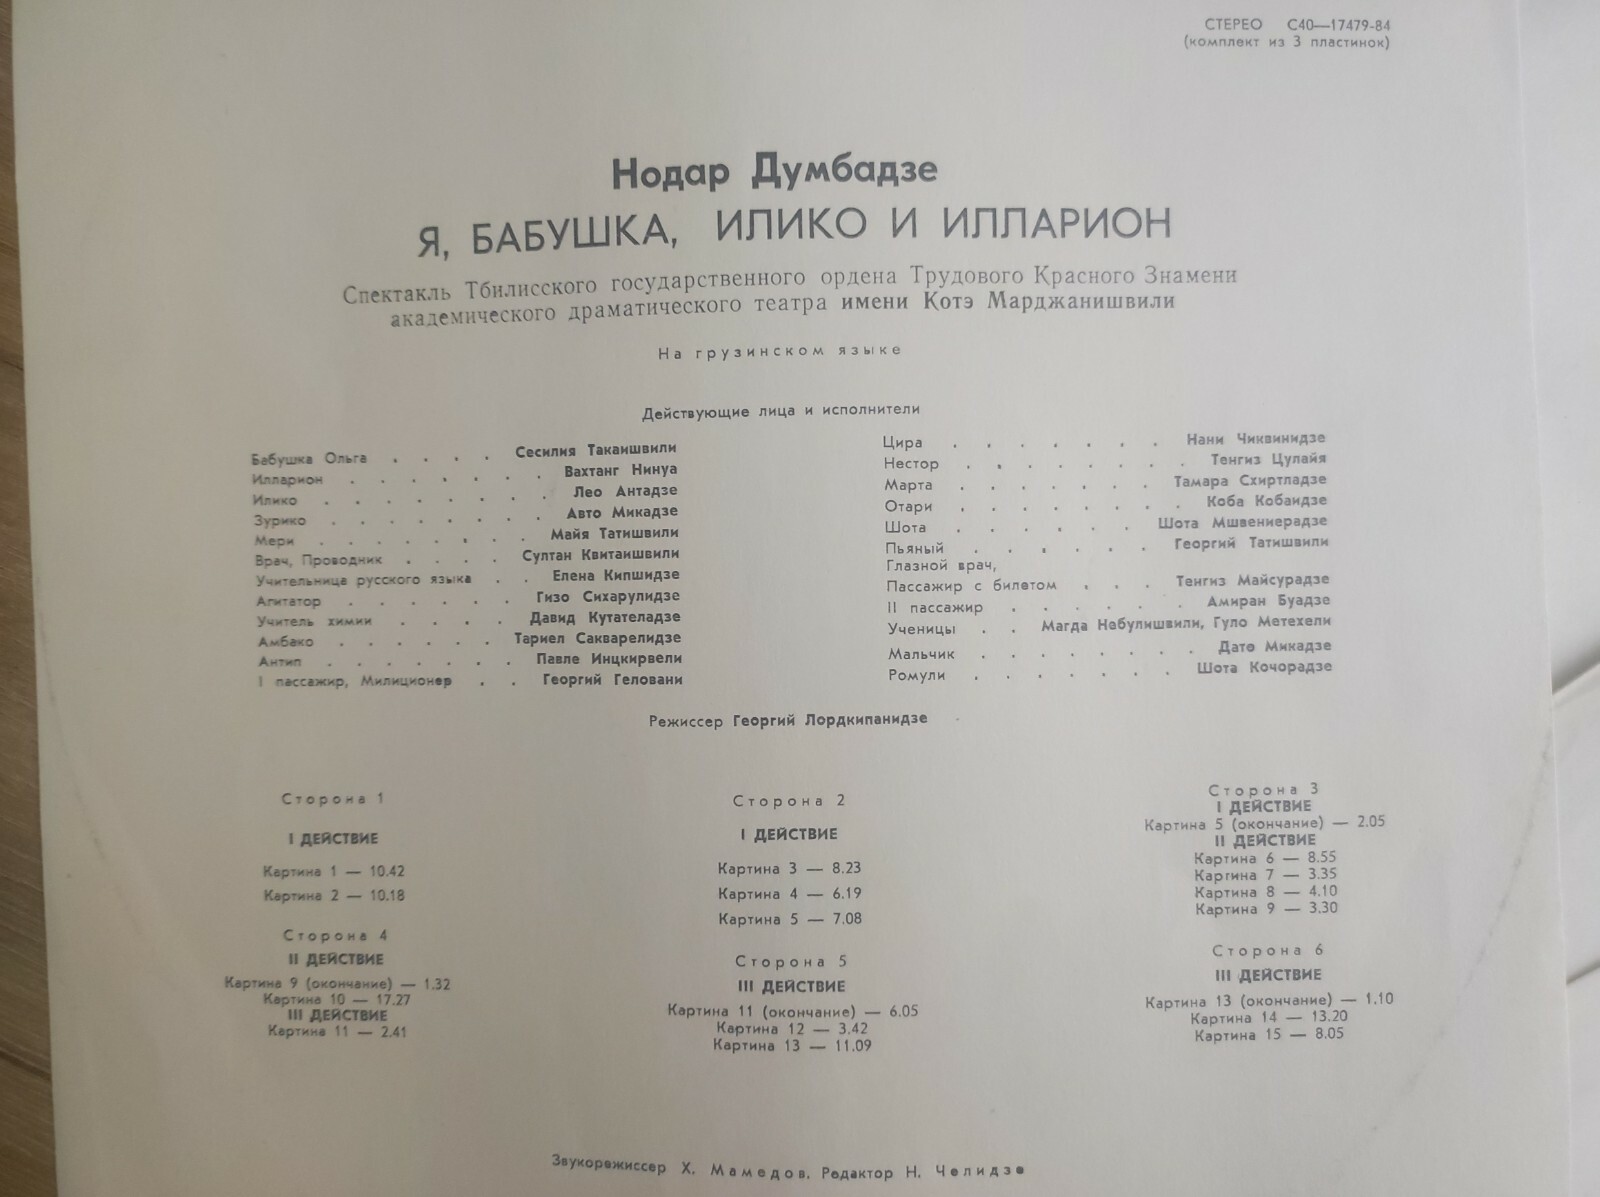 СТЕРЕО С40—17479-84
(комплект из 3 пластинок)
Нодар Думбадзе
Я, БАБУШКА, ИЛИКО И ИЛЛАРИОН
Спектакль Тбилисского государственного ордена Трудового Красного Знамени
академического драматического театра имени Котэ Марджанишвили
На грузинском языке
Действующие лица и исполнители
Бабушка Ольга . . . . Сесилия Такаишвили
Илларион . . . . . . . Вахтанг Нинуа
Илико . . . . . . . . Лео Антадзе
Зурико . . . . . . . Авто Микадзе
Мери . . . . . . . Майя Татишвили
Врач, Проводник . . . . Султан Квитаишвили
Учительница русского языка . . Елена Кипшидзе
Агитатор . . . . . . Гизо Сихарулидзе
Учитель химии . . . . Давид Кутателадзе
Амбако . . . . . . Тариел Сакварелидзе
Антип . . . . . . . Павле Инцкирвели
I пассажир, Милиционер . . Георгий Геловани
Цира . . . . . . . Нани Чиквинидзе
Нестор . . . . . . . . Тенгиз Цулайя
Марта . . . . . . . Тамара Схиртладзе
Отари . . . . . . . . Коба Кобаидзе
Шота . . . . . . Шота Мшвениерадзе
Пьяный . . . . . . Георгий Татишвили
Глазной врач,
Пассажир с билетом . . . Тенгиз Майсурадзе
II пассажир . . . . . . Амиран Буадзе
Ученицы . . Магда Небулишвили, Гуло Метехели
Мальчик . . . . . . . . Дато Микадзе
Ромули . . . . . . . Шота Кочорадзе
Режиссер Георгий Лордкипанидзе
Сторона 1
I ДЕЙСТВИЕ
Картина 1 — 10.42
Картина 2 — 10.18
Сторона 2
I ДЕЙСТВИЕ
Картина 3 — 8.23
Картина 4 — 6.19
Картина 5 — 7.08
Сторона 3
I ДЕЙСТВИЕ
Картина 5 (окончание) — 2.05
II ДЕЙСТВИЕ
Картина 6 — 8.55
Картина 7 — 3.35
Картина 8 — 4.10
Картина 9 — 3.30
Сторона 4
II ДЕЙСТВИЕ
Картина 9 (окончание) — 1.32
Картина 10 — 17.27
III ДЕЙСТВИЕ
Картина 11 — 2.41
Сторона 5
III ДЕЙСТВИЕ
Картина 11 (окончание) — 6.05
Картина 12 — 3.42
Картина 13 — 11.09
Сторона 6
III ДЕЙСТВИЕ
Картина 13 (окончание) — 1.10
Картина 14 — 13.20
Картина 15 — 8.05
Звукорежиссер Х. Мамедов. Редактор Н. Челидзе